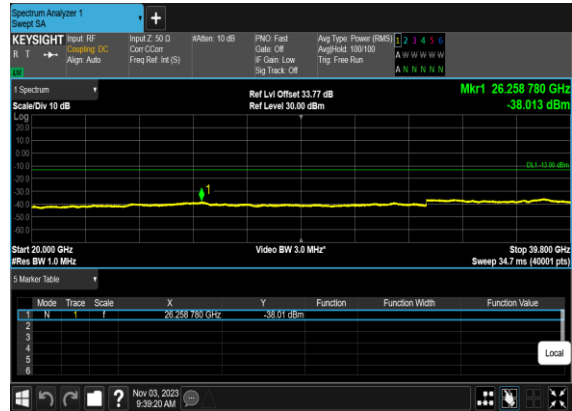 Spectrum Analyzer 1
Swept SA
+
KEYSIGHT Input: RF Input Z: 50 Ω #Atten: 10 dB PNO: Fast Avg Type: Power (RMS) 1 2 3 4 5 6
R T Coupling: DC Corr CCorr Gate: Off Avg|Hold: 100/100 A W W W W W
Align: Auto Freq Ref: Int (S) IF Gain: Low Trig: Free Run
Sig Track: Off A N N N N N
1 Spectrum Ref Lvl Offset 33.77 dB Mkr1 26.258 780 GHz
Scale/Div 10 dB Ref Level 30.00 dBm -38.013 dBm
Log
20.0
10.0
0.00
-10.0 DL1 -13.00 dBm
-20.0
-30.0 1
-40.0
-50.0
-60.0
Start 20.000 GHz Video BW 3.0 MHz* Stop 39.800 GHz
#Res BW 1.0 MHz Sweep 34.7 ms (40001 pts)
5 Marker Table
Mode Trace Scale X Y Function Function Width Function Value
1 N 1 f 26.258 780 GHz -38.01 dBm
2
3
4
5
6
Local
? Nov 03, 2023
9:39:20 AM